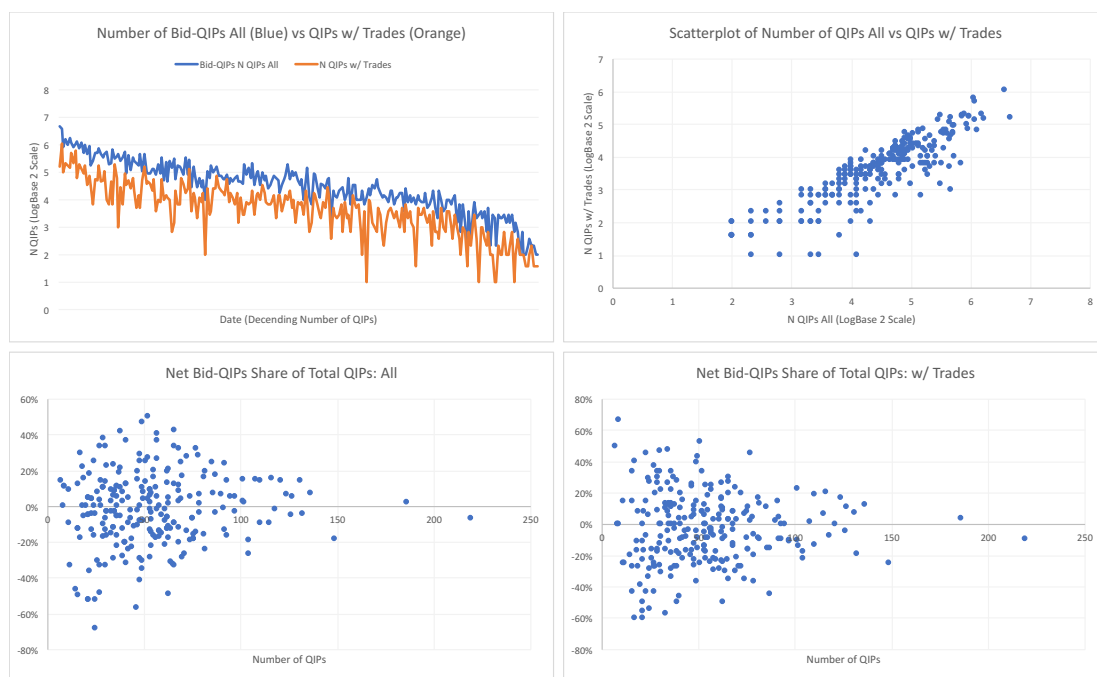 Number of Bid-QIPs All (Blue) vs QIPs w/ Trades (Orange)
Bid-QIPs N QIPs All
N QIPs w/ Trades
N QIPs (LogBase 2 Scale)
8
7
6
5
4
3
2
1
0
Date (Decending Number of QIPs)
Scatterplot of Number of QIPs All vs QIPs w/ Trades
N QIPs w/ Trades (LogBase 2 Scale)
7
6
5
4
3
2
1
0
0 1 2 3 4 5 6 7 8
N QIPs All (LogBase 2 Scale)
Net Bid-QIPs Share of Total QIPs: All
60%
40%
20%
0%
-20%
-40%
-60%
-80%
0 50 100 150 200 250
Number of QIPs
Net Bid-QIPs Share of Total QIPs: w/ Trades
80%
60%
40%
20%
0%
-20%
-40%
-60%
-80%
0 50 100 150 200 250
Number of QIPs